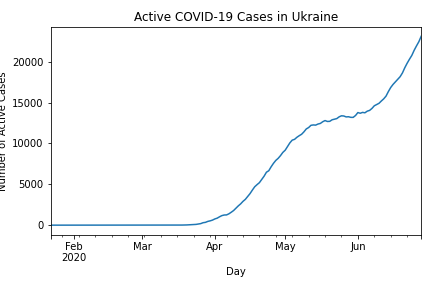 Active COVID-19 Cases in Ukraine
Number of Active Cases
20000
15000
10000
5000
0
Feb Mar Apr May Jun
2020
Day